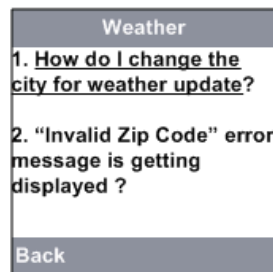 Weather
1. How do I change the
city for weather update?
2. “Invalid Zip Code” error
message is getting
displayed ?
Back